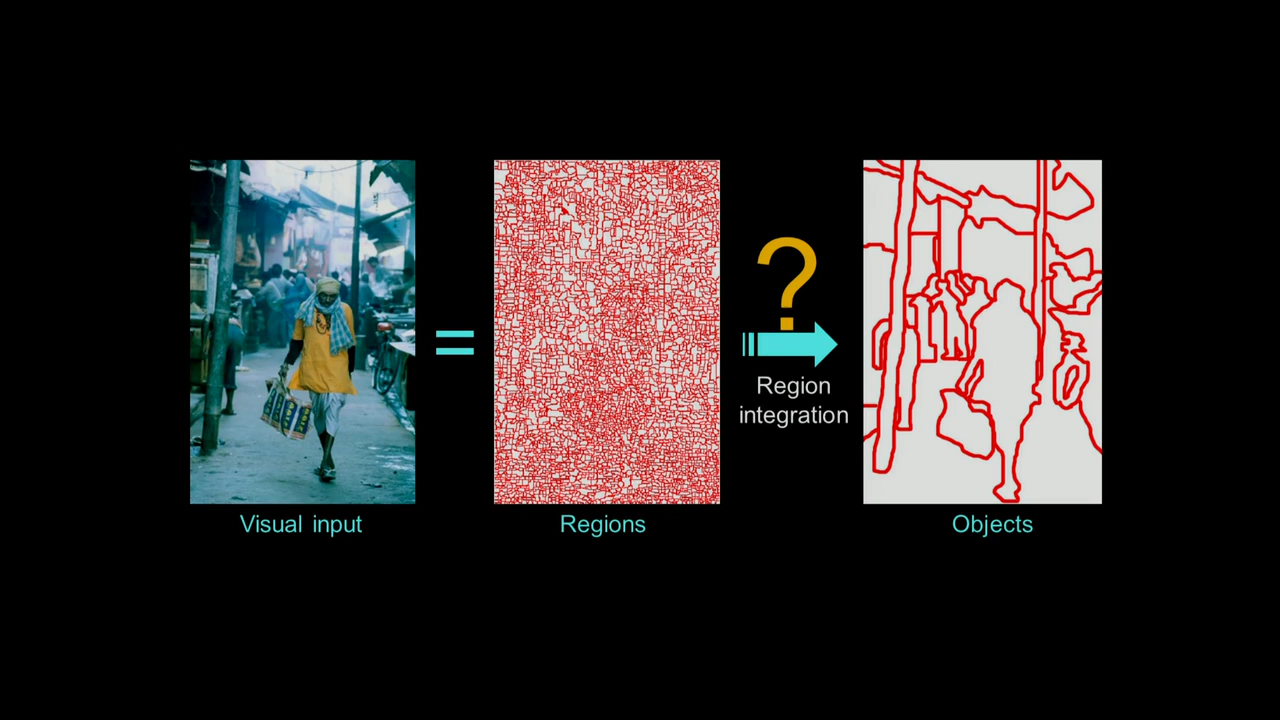 =
?
Region
integration
Visual input
Regions
Objects